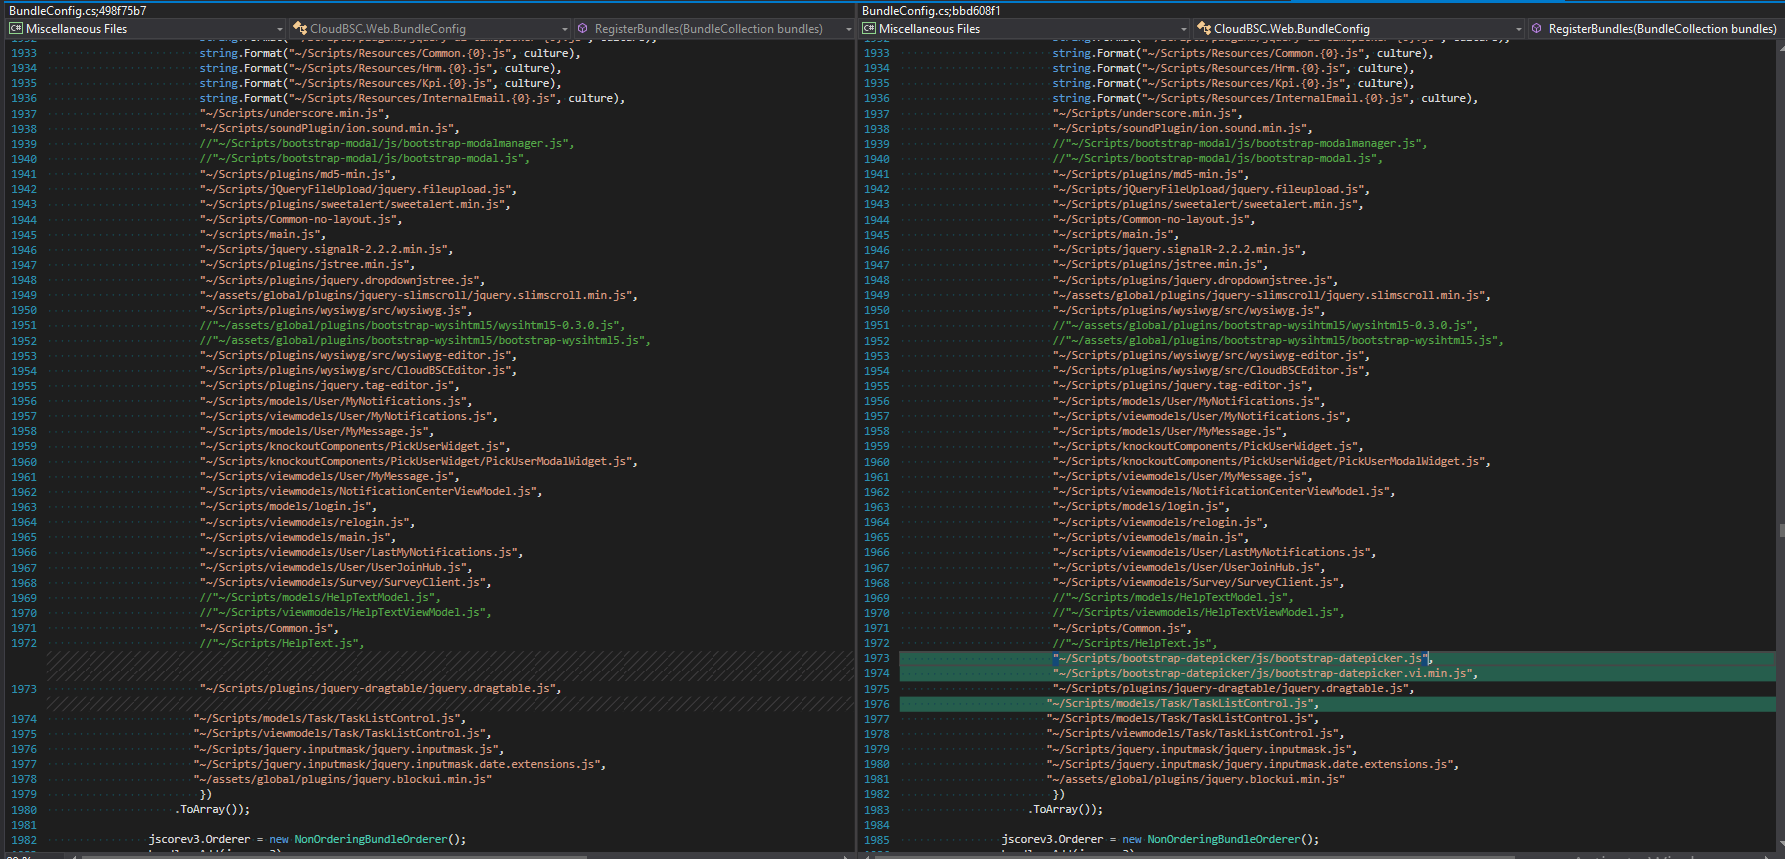 BundleConfig.cs;498f75b7
Miscellaneous Files
CloudBSC.Web.BundleConfig
RegisterBundles(BundleCollection bundles)
1933 string.Format("~/Scripts/Resources/Common.{0}.js", culture),
1934 string.Format("~/Scripts/Resources/Hrm.{0}.js", culture),
1935 string.Format("~/Scripts/Resources/Kpi.{0}.js", culture),
1936 string.Format("~/Scripts/Resources/InternalEmail.{0}.js", culture),
1937 "~/Scripts/underscore.min.js",
1938 "~/Scripts/soundPlugin/ion.sound.min.js",
1939 //"~/Scripts/bootstrap-modal/js/bootstrap-modalmanager.js",
1940 //"~/Scripts/bootstrap-modal/js/bootstrap-modal.js",
1941 "~/Scripts/plugins/md5-min.js",
1942 "~/Scripts/jQueryFileUpload/jquery.fileupload.js",
1943 "~/Scripts/plugins/sweetalert/sweetalert.min.js",
1944 "~/Scripts/Common-no-layout.js",
1945 "~/scripts/main.js",
1946 "~/Scripts/jquery.signalR-2.2.2.min.js",
1947 "~/Scripts/plugins/jstree.min.js",
1948 "~/Scripts/plugins/jquery.dropdownjstree.js",
1949 "~/assets/global/plugins/jquery-slimscroll/jquery.slimscroll.min.js",
1950 "~/Scripts/plugins/wysiwyg/src/wysiwyg.js",
1951 //"~/assets/global/plugins/bootstrap-wysihtml5/wysihtml5-0.3.0.js",
1952 //"~/assets/global/plugins/bootstrap-wysihtml5/bootstrap-wysihtml5.js",
1953 "~/Scripts/plugins/wysiwyg/src/wysiwyg-editor.js",
1954 "~/Scripts/plugins/wysiwyg/src/CloudBSCEditor.js",
1955 "~/Scripts/plugins/jquery.tag-editor.js",
1956 "~/Scripts/models/User/MyNotifications.js",
1957 "~/Scripts/viewmodels/User/MyNotifications.js",
1958 "~/Scripts/models/User/MyMessage.js",
1959 "~/Scripts/knockoutComponents/PickUserWidget.js",
1960 "~/Scripts/knockoutComponents/PickUserWidget/PickUserModalWidget.js",
1961 "~/Scripts/viewmodels/User/MyMessage.js",
1962 "~/Scripts/viewmodels/NotificationCenterViewModel.js",
1963 "~/Scripts/models/login.js",
1964 "~/Scripts/viewmodels/relogin.js",
1965 "~/Scripts/viewmodels/main.js",
1966 "~/scripts/viewmodels/User/LastMyNotifications.js",
1967 "~/Scripts/viewmodels/User/UserJoinHub.js",
1968 "~/Scripts/viewmodels/Survey/SurveyClient.js",
1969 //"~/Scripts/models/HelpTextModel.js",
1970 //"~/Scripts/viewmodels/HelpTextViewModel.js",
1971 "~/Scripts/Common.js",
1972 //"~/Scripts/HelpText.js",
1973 "~/Scripts/plugins/jquery-dragtable/jquery.dragtable.js",
1974 "~/Scripts/models/Task/TaskListControl.js",
1975 "~/Scripts/viewmodels/Task/TaskListControl.js",
1976 "~/Scripts/jquery.inputmask/jquery.inputmask.js",
1977 "~/Scripts/jquery.inputmask/jquery.inputmask.date.extensions.js",
1978 "~/assets/global/plugins/jquery.blockui.min.js"
1979 })
1980 .ToArray());
1981
1982 jscorev3.Orderer = new NonOrderingBundleOrderer();
BundleConfig.cs;bbd608f1
Miscellaneous Files
CloudBSC.Web.BundleConfig
RegisterBundles(BundleCollection bundles)
1933 string.Format("~/Scripts/Resources/Common.{0}.js", culture),
1934 string.Format("~/Scripts/Resources/Hrm.{0}.js", culture),
1935 string.Format("~/Scripts/Resources/Kpi.{0}.js", culture),
1936 string.Format("~/Scripts/Resources/InternalEmail.{0}.js", culture),
1937 "~/Scripts/underscore.min.js",
1938 "~/Scripts/soundPlugin/ion.sound.min.js",
1939 //"~/Scripts/bootstrap-modal/js/bootstrap-modalmanager.js",
1940 //"~/Scripts/bootstrap-modal/js/bootstrap-modal.js",
1941 "~/Scripts/plugins/md5-min.js",
1942 "~/Scripts/jQueryFileUpload/jquery.fileupload.js",
1943 "~/Scripts/plugins/sweetalert/sweetalert.min.js",
1944 "~/Scripts/Common-no-layout.js",
1945 "~/scripts/main.js",
1946 "~/Scripts/jquery.signalR-2.2.2.min.js",
1947 "~/Scripts/plugins/jstree.min.js",
1948 "~/Scripts/plugins/jquery.dropdownjstree.js",
1949 "~/assets/global/plugins/jquery-slimscroll/jquery.slimscroll.min.js",
1950 "~/Scripts/plugins/wysiwyg/src/wysiwyg.js",
1951 //"~/assets/global/plugins/bootstrap-wysihtml5/wysihtml5-0.3.0.js",
1952 //"~/assets/global/plugins/bootstrap-wysihtml5/bootstrap-wysihtml5.js",
1953 "~/Scripts/plugins/wysiwyg/src/wysiwyg-editor.js",
1954 "~/Scripts/plugins/wysiwyg/src/CloudBSCEditor.js",
1955 "~/Scripts/plugins/jquery.tag-editor.js",
1956 "~/Scripts/models/User/MyNotifications.js",
1957 "~/Scripts/viewmodels/User/MyNotifications.js",
1958 "~/Scripts/models/User/MyMessage.js",
1959 "~/Scripts/knockoutComponents/PickUserWidget.js",
1960 "~/Scripts/knockoutComponents/PickUserWidget/PickUserModalWidget.js",
1961 "~/Scripts/viewmodels/User/MyMessage.js",
1962 "~/Scripts/viewmodels/NotificationCenterViewModel.js",
1963 "~/Scripts/models/login.js",
1964 "~/Scripts/viewmodels/relogin.js",
1965 "~/Scripts/viewmodels/main.js",
1966 "~/scripts/viewmodels/User/LastMyNotifications.js",
1967 "~/Scripts/viewmodels/User/UserJoinHub.js",
1968 "~/Scripts/viewmodels/Survey/SurveyClient.js",
1969 //"~/Scripts/models/HelpTextModel.js",
1970 //"~/Scripts/viewmodels/HelpTextViewModel.js",
1971 "~/Scripts/Common.js",
1972 //"~/Scripts/HelpText.js",
1973 "~/Scripts/bootstrap-datepicker/js/bootstrap-datepicker.js",
1974 "~/Scripts/bootstrap-datepicker/js/bootstrap-datepicker.vi.min.js",
1975 "~/Scripts/plugins/jquery-dragtable/jquery.dragtable.js",
1976 "~/Scripts/models/Task/TaskListControl.js",
1977 "~/Scripts/models/Task/TaskListControl.js",
1978 "~/Scripts/viewmodels/Task/TaskListControl.js",
1979 "~/Scripts/jquery.inputmask/jquery.inputmask.js",
1980 "~/Scripts/jquery.inputmask/jquery.inputmask.date.extensions.js",
1981 "~/assets/global/plugins/jquery.blockui.min.js"
1982 })
1983 .ToArray());
1984
1985 jscorev3.Orderer = new NonOrderingBundleOrderer();